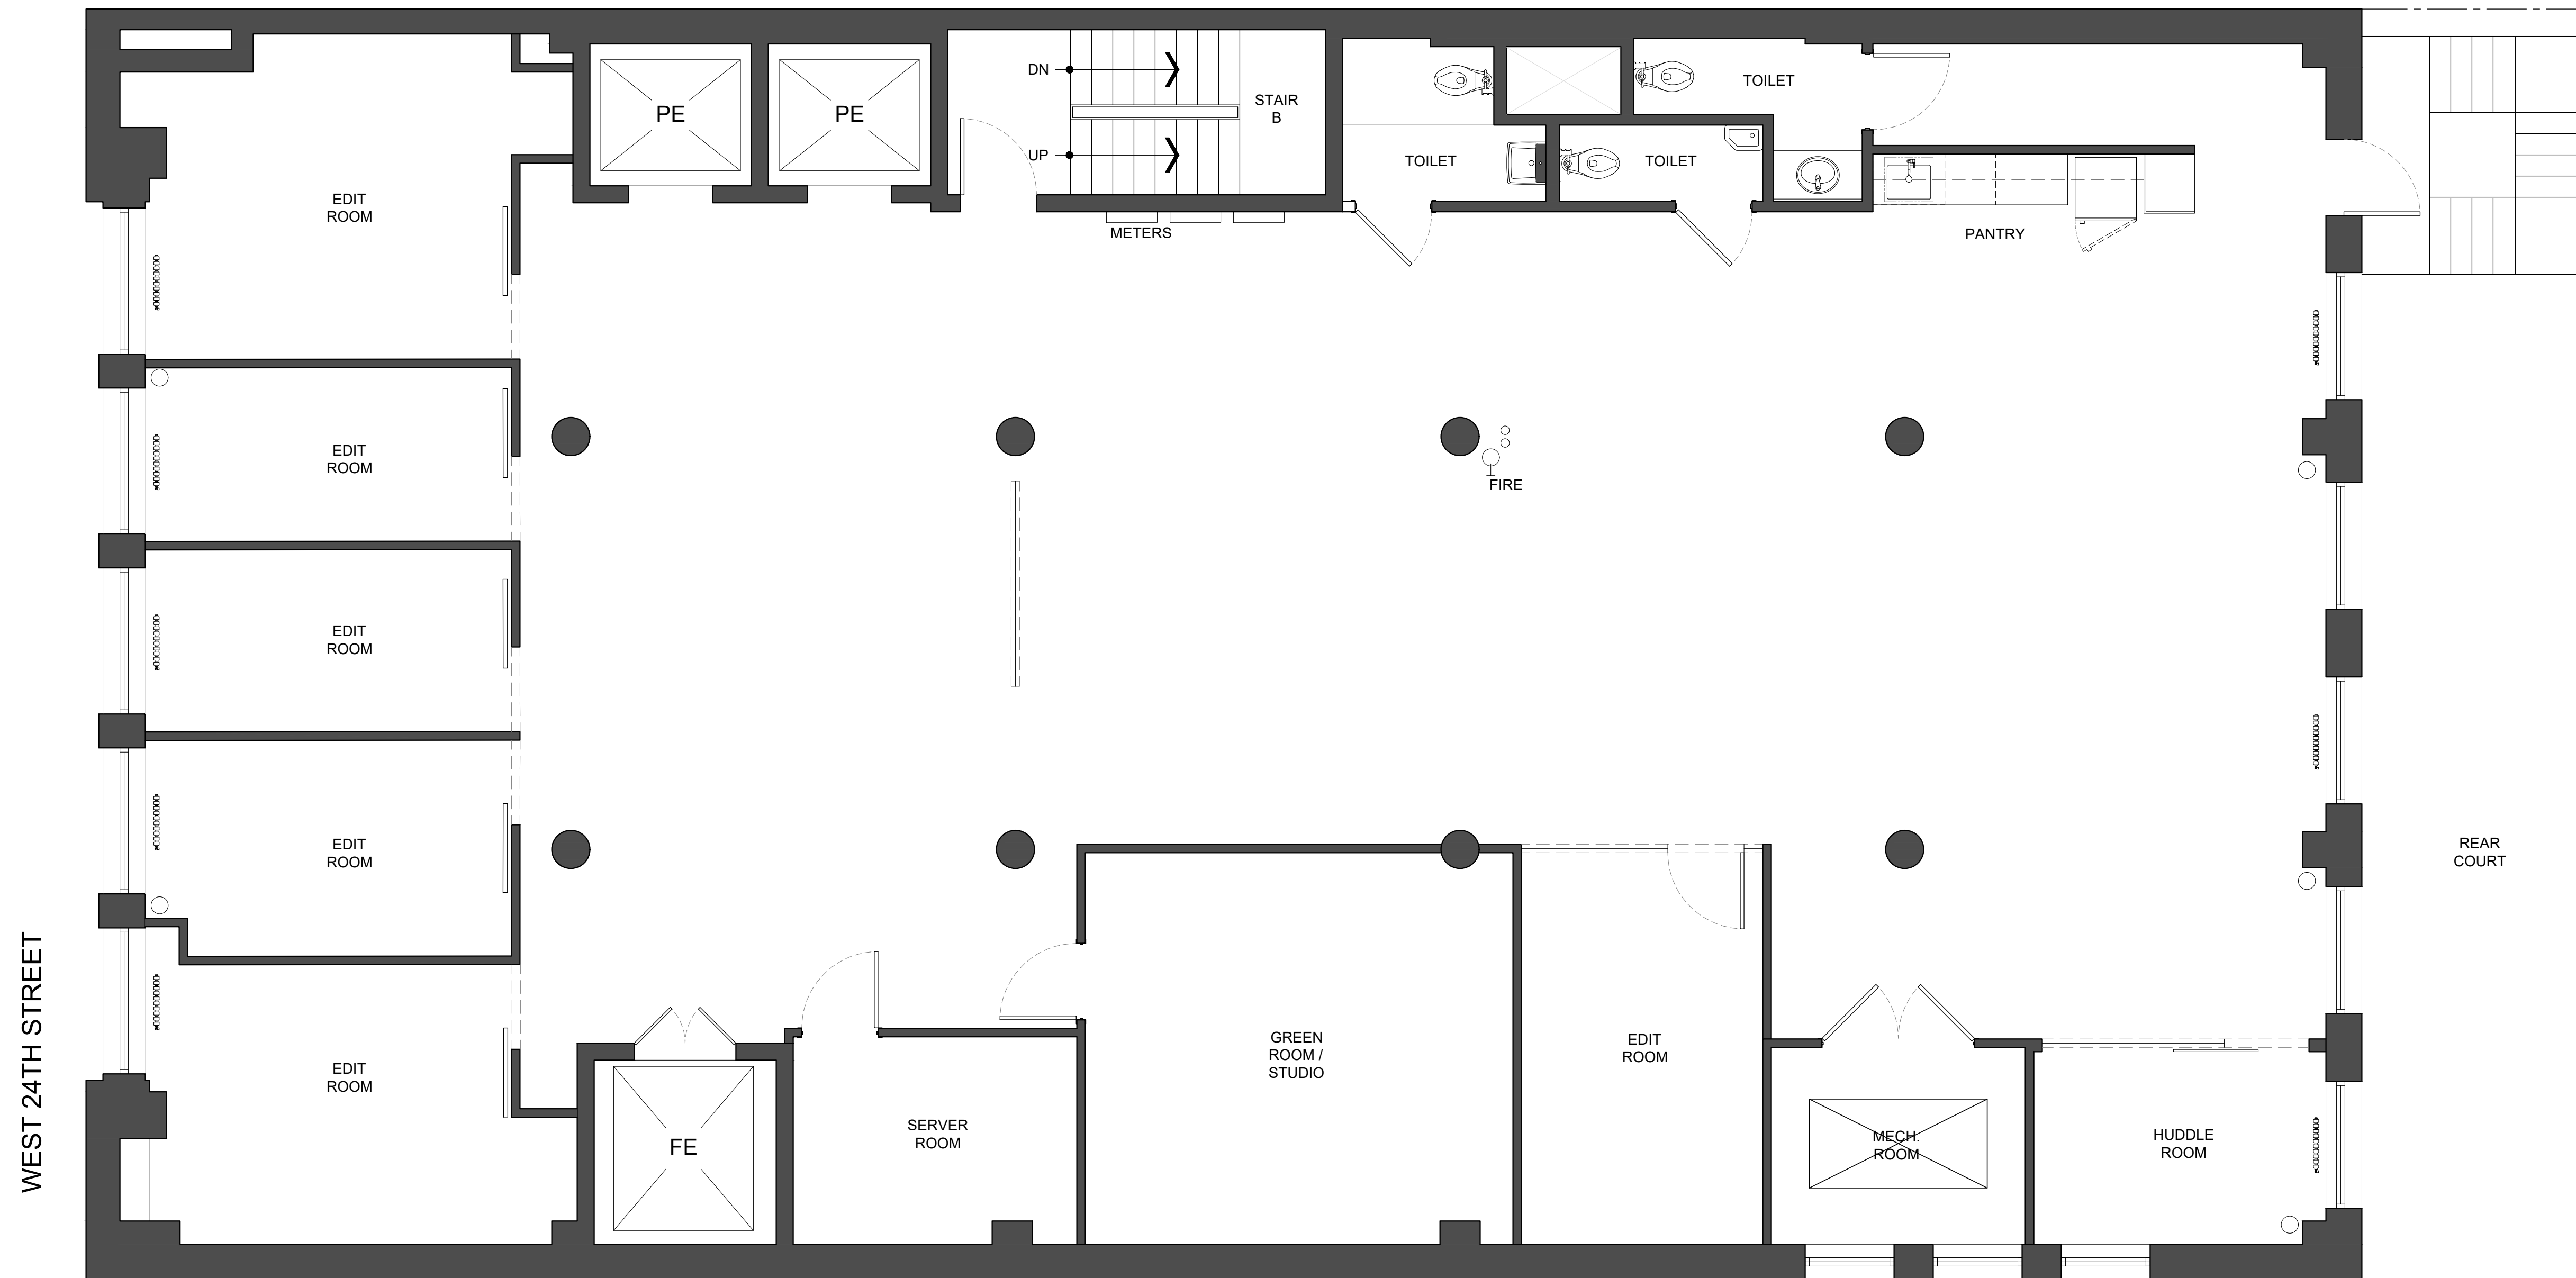 DN
PE
PE
STAIR
B
TOILET
UP
TOILET
TOILET
EDIT
ROOM
METERS
PANTRY
EDIT
ROOM
FIRE
EDIT
ROOM
EDIT
ROOM
REAR
COURT
WEST 24TH STREET
EDIT
ROOM
GREEN
ROOM /
STUDIO
EDIT
ROOM
SERVER
ROOM
FE
MECH.
ROOM
HUDDLE
ROOM